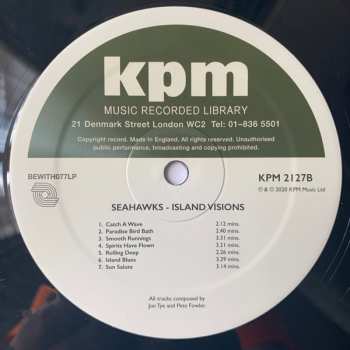 kpm
MUSIC RECORDED LIBRARY
21 Denmark Street London WC2 Tel: 01-836 5501
Copyright record. Made in England. All rights reserved. Unauthorised
public performance, broadcasting and copying prohibited.
BEWITH077LP
KPM 2127B
℗ & © 2020 KPM Music Ltd
SEAHAWKS - ISLAND VISIONS
1. Catch A Wave 2.12 mins.
2. Paradise Bird Bath 2.40 mins.
3. Smooth Runnings 3.31 mins.
4. Spirits Have Flown 3.21 mins.
5. Rolling Deep 2.26 mins.
6. Island Blues 3.29 mins.
7. Sun Salute 3.14 mins.
All tracks composed by
Jon Tye and Pete Fowler